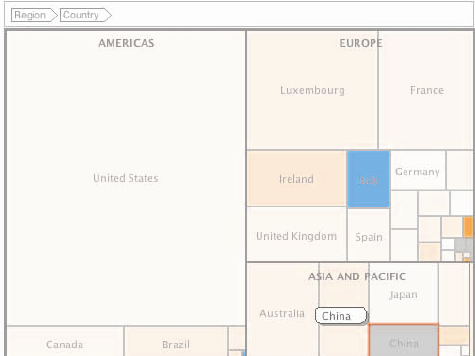 Region Country
AMERICAS
EUROPE
Luxembourg
France
United States
Ireland
Italy
Germany
United Kingdom
Spain
ASIA AND PACIFIC
Japan
Australia
China
China
Canada
Brazil